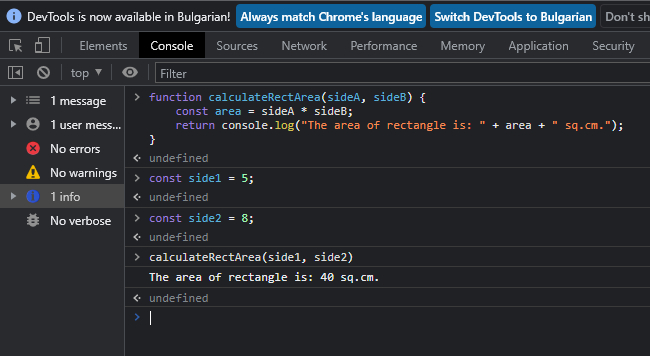 DevTools is now available in Bulgarian! Always match Chrome's language Switch DevTools to Bulgarian Don't sh
Elements Console Sources Network Performance Memory Application Security
top ▼ Filter
1 message
1 user mess...
No errors
No warnings
1 info
No verbose
> function calculateRectArea(sideA, sideB) {
const area = sideA * sideB;
return console.log("The area of rectangle is: " + area + " sq.cm.");
}
undefined
> const side1 = 5;
undefined
> const side2 = 8;
undefined
> calculateRectArea(side1, side2)
The area of rectangle is: 40 sq.cm.
undefined
>